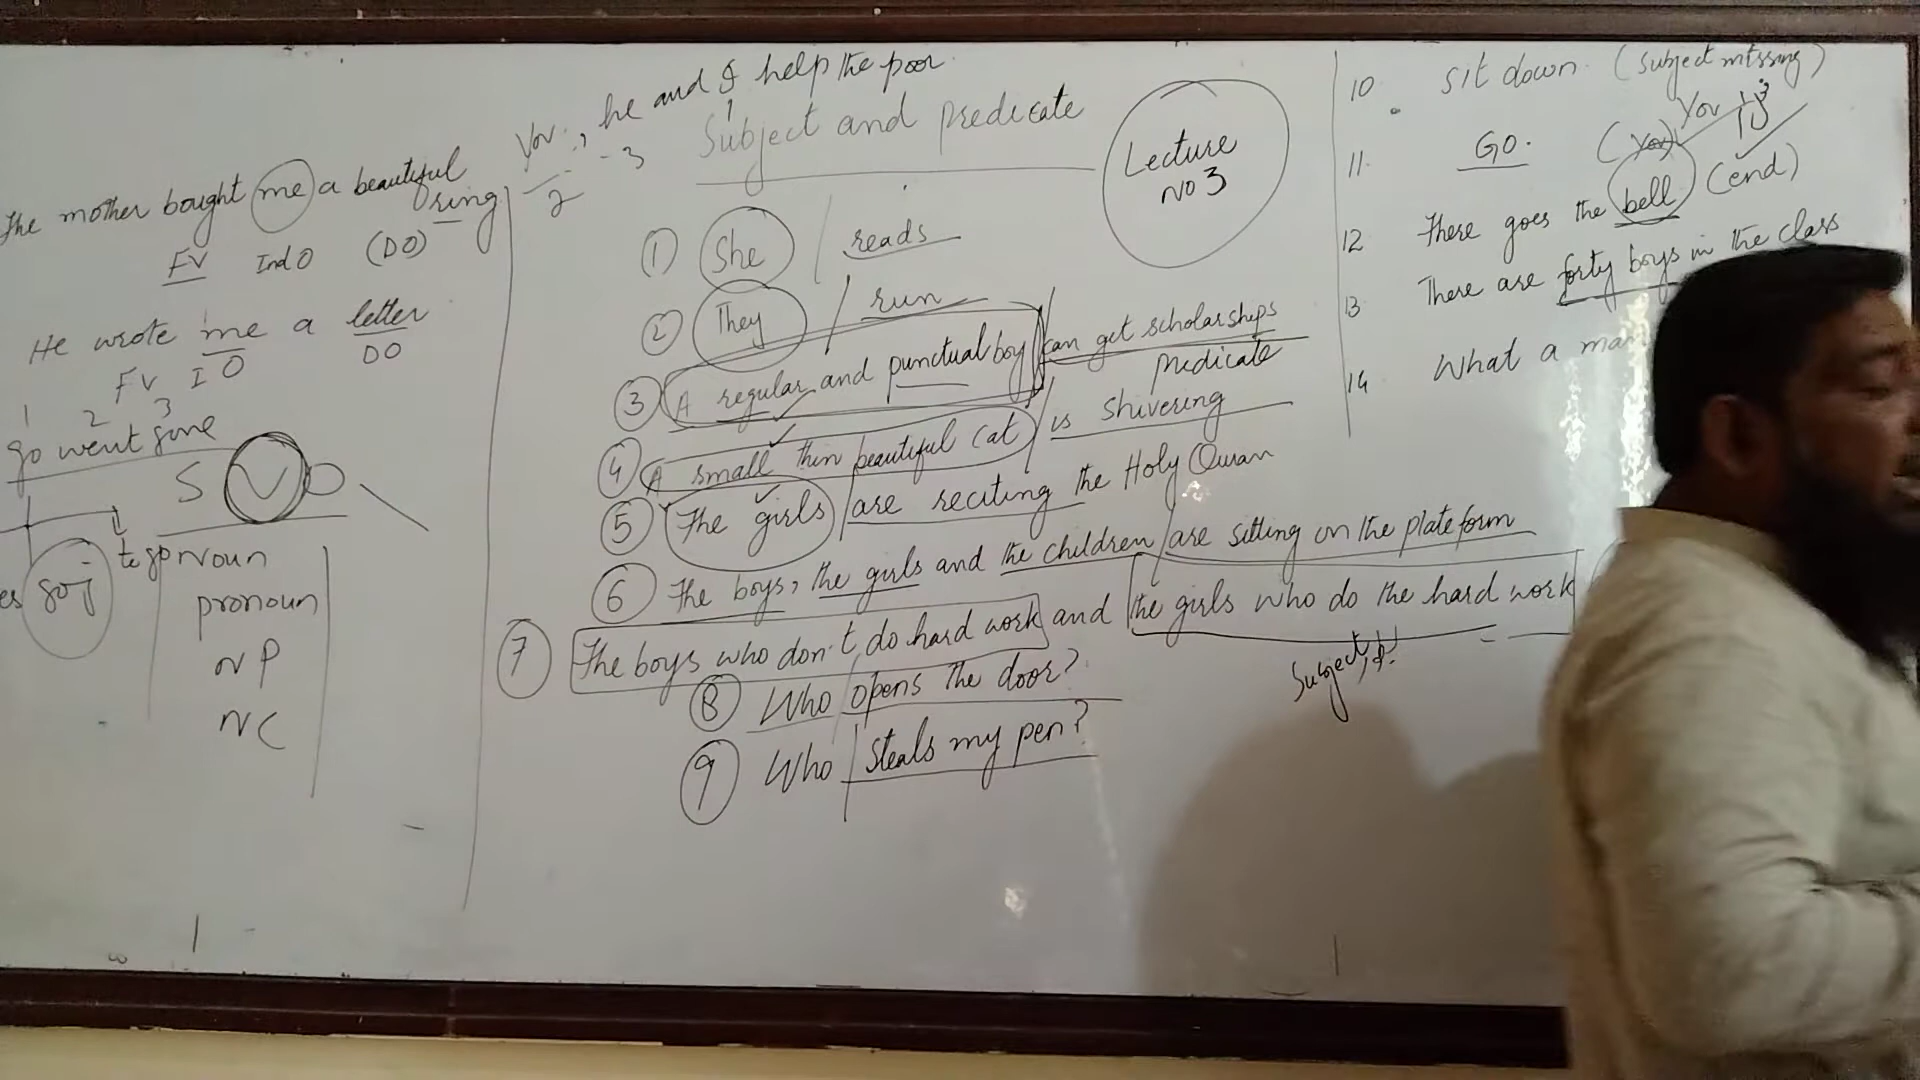 You, he and I help the poor.
1
2 - 3
Subject and predicate
Lecture
No 3
The mother bought me a beautiful
ring
FV Ind O (DO)
He wrote me a letter
FV I O DO
1 2 3
go went gone
S V O
to go
es
Noun
pronoun
NP
NC
① She / reads
② They / run
③ A regular and punctual boy / can get scholarships
predicate
④ A small thin beautiful cat / is shivering
⑤ The girls / are reciting the Holy Quran
⑥ The boys, the girls and the children / are sitting on the plateform
⑦ The boys who don't do hard work and the girls who do the hard work
Subject
⑧ Who / opens the door?
⑨ Who / steals my pen?
10. Sit down. (Subject missing)
You
11. Go. (You)
12 There goes the bell (end)
13 There are forty boys in the class
14 What a